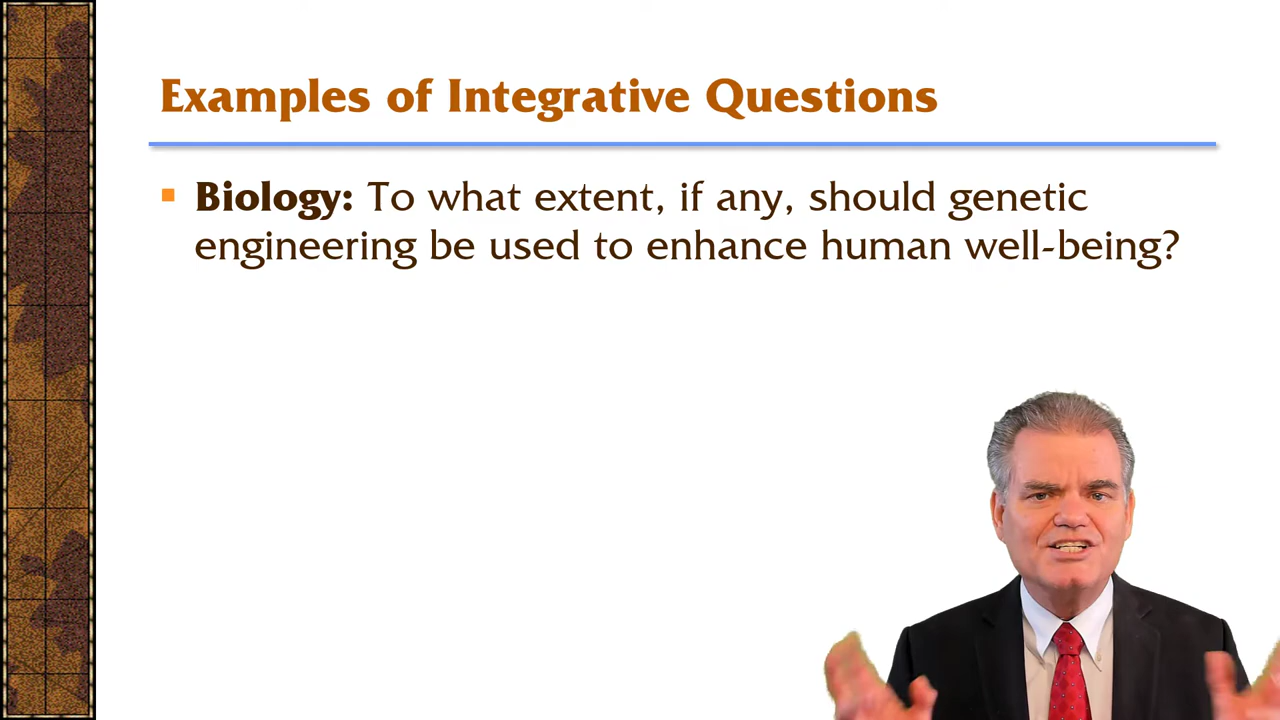 Examples of Integrative Questions
Biology: To what extent, if any, should genetic
engineering be used to enhance human well-being?